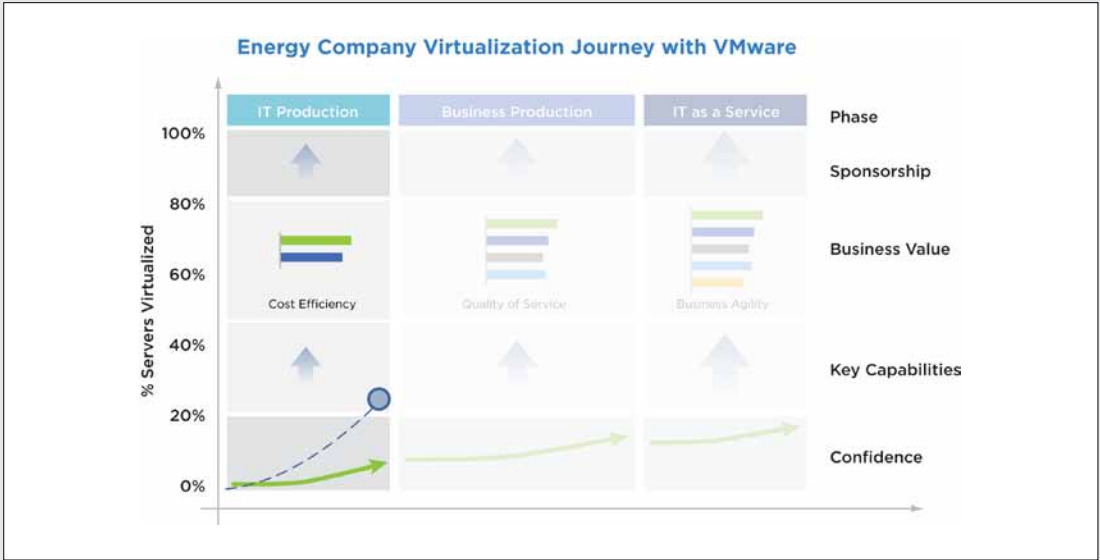 Energy Company Virtualization Journey with VMware
IT Production
Business Production
IT as a Service
Phase
100%
Sponsorship
80%
% Servers Virtualized
Business Value
60%
Cost Efficiency
Quality of Service
Business Agility
40%
Key Capabilities
20%
Confidence
0%